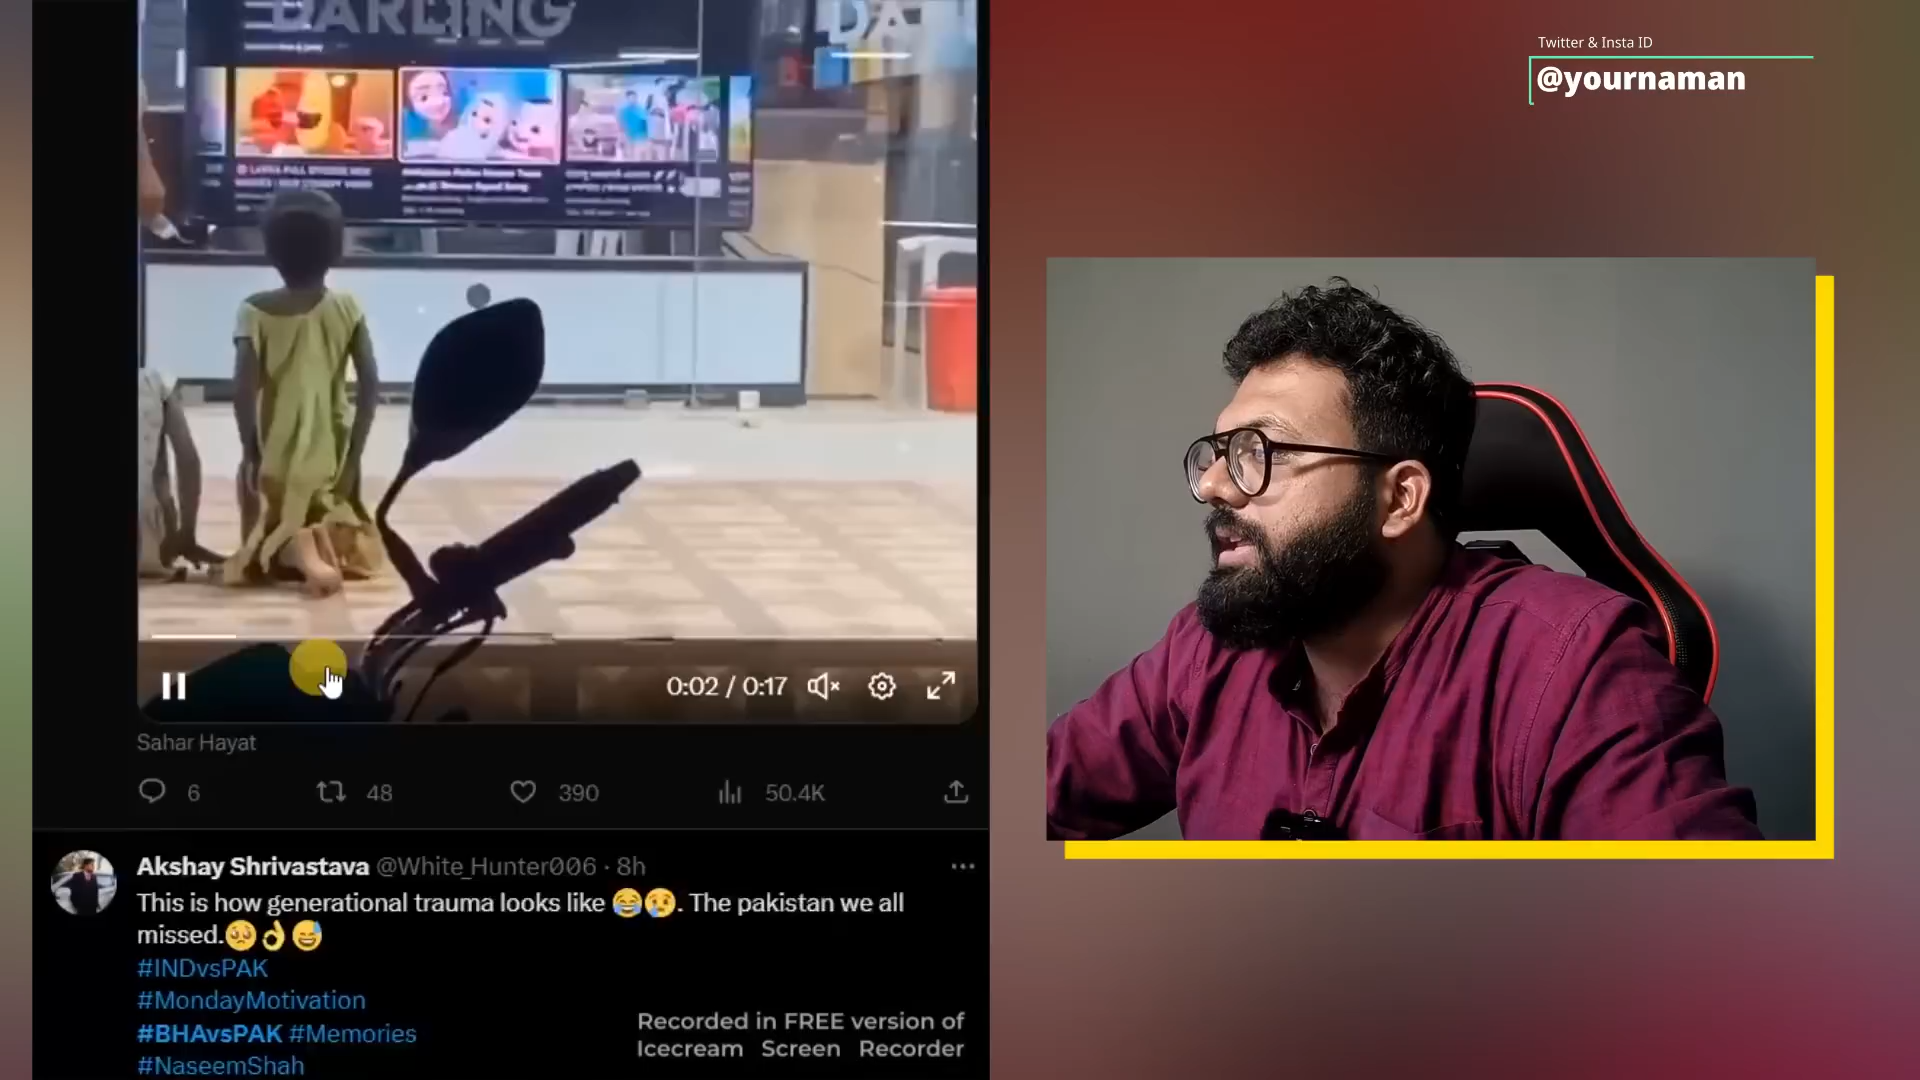 DARLING
DA
Twitter & Insta ID
@yournaman
0:02 / 0:17
Sahar Hayat
6
48
390
50.4K
Akshay Shrivastava @White_Hunter006 · 8h
This is how generational trauma looks like 😂😢. The pakistan we all
missed.🥺👌😅
#INDvsPAK
#MondayMotivation
#BHAvsPAK #Memories
#NaseemShah
Recorded in FREE version of
Icecream Screen Recorder